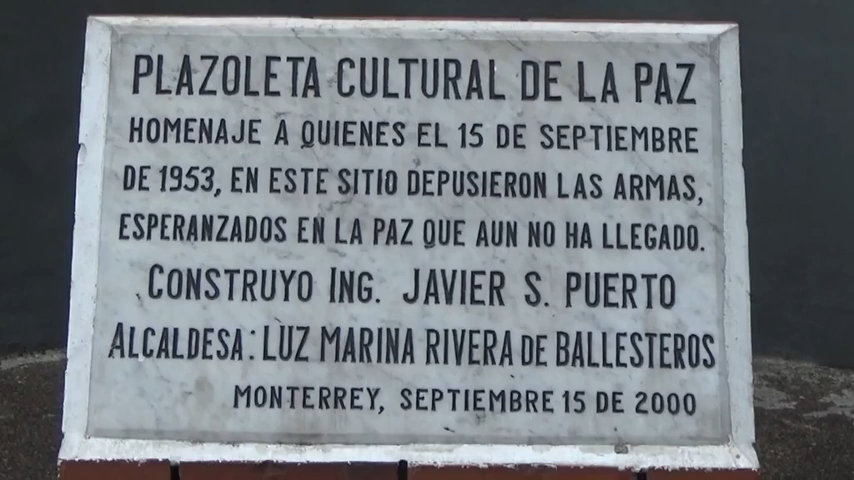 PLAZOLETA CULTURAL DE LA PAZ
HOMENAJE A QUIENES EL 15 DE SEPTIEMBRE
DE 1953, EN ESTE SITIO DEPUSIERON LAS ARMAS,
ESPERANZADOS EN LA PAZ QUE AUN NO HA LLEGADO.
CONSTRUYO ING. JAVIER S. PUERTO
ALCALDESA: LUZ MARINA RIVERA DE BALLESTEROS
MONTERREY, SEPTIEMBRE 15 DE 2000